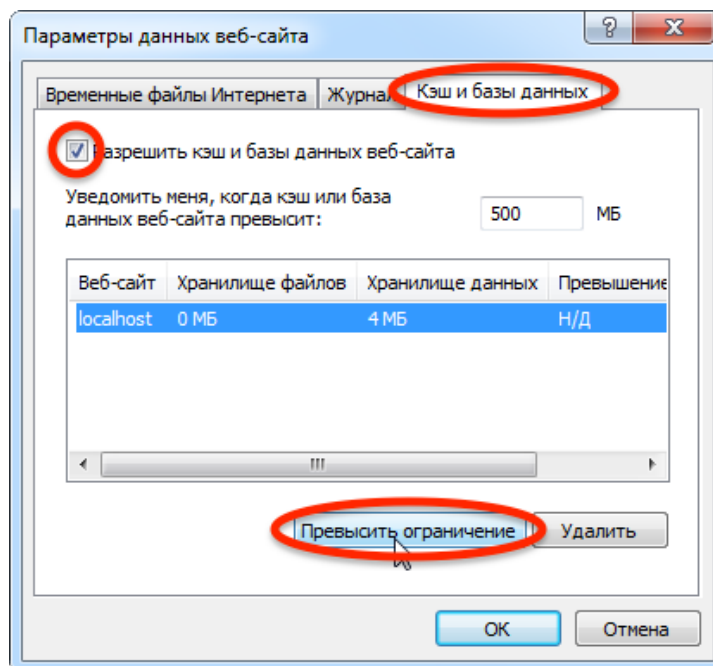 Параметры данных веб-сайта
Временные файлы Интернета Журнал Кэш и базы данных
Разрешить кэш и базы данных веб-сайта
Уведомить меня, когда кэш или база
данных веб-сайта превысит: 500 МБ
Веб-сайт Хранилище файлов Хранилище данных Превышение
localhost 0 МБ 4 МБ Н/Д
Превысить ограничение Удалить
ОК Отмена